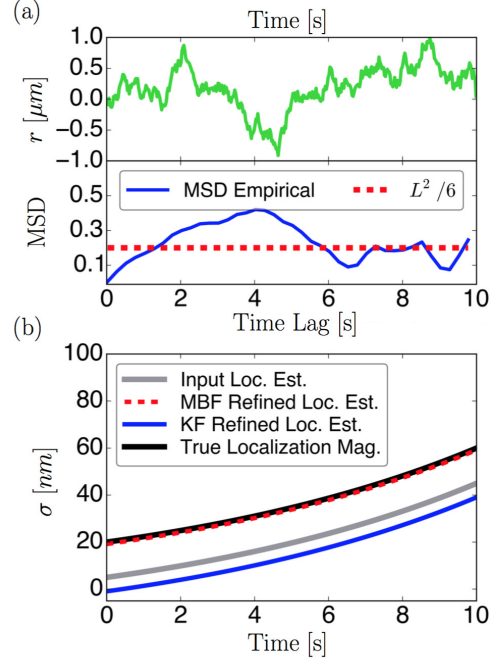 (a)
Time [s]
1.0
0.5
0.0
−0.5
−1.0
r [μm]
MSD Empirical L² /6
0.5
0.3
0.1
MSD
0 2 4 6 8 10
Time Lag [s]
(b)
100
80
60
40
20
0
σ [nm]
Input Loc. Est.
MBF Refined Loc. Est.
KF Refined Loc. Est.
True Localization Mag.
0 2 4 6 8 10
Time [s]